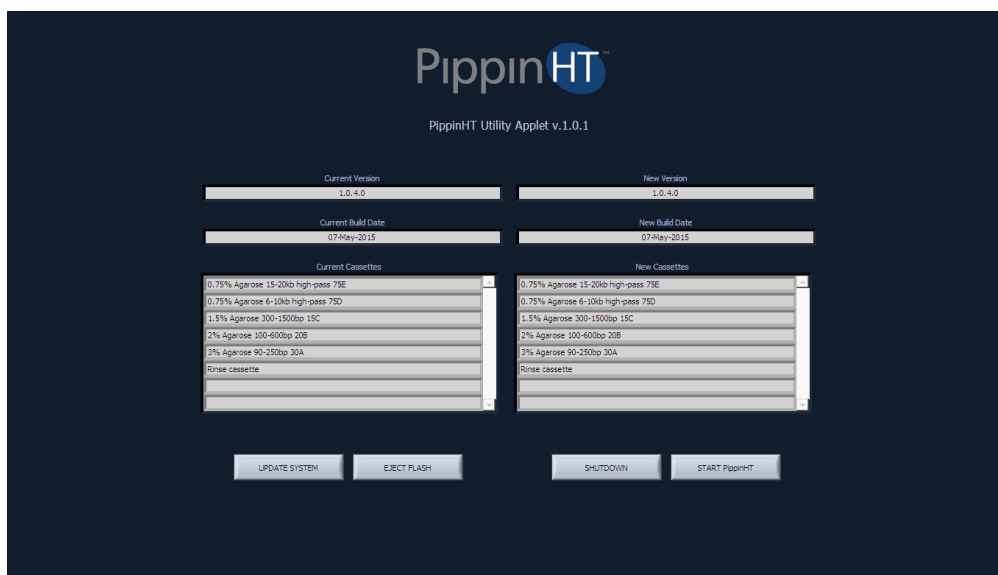 PippinHT™
PippinHT Utility Applet v.1.0.1
Current Version
1.0.4.0
New Version
1.0.4.0
Current Build Date
07-May-2015
New Build Date
07-May-2015
Current Cassettes
0.75% Agarose 15-20kb high-pass 75E
0.75% Agarose 6-10kb high-pass 75D
1.5% Agarose 300-1500bp 15C
2% Agarose 100-600bp 20B
3% Agarose 90-250bp 30A
Rinse cassette
New Cassettes
0.75% Agarose 15-20kb high-pass 75E
0.75% Agarose 6-10kb high-pass 75D
1.5% Agarose 300-1500bp 15C
2% Agarose 100-600bp 20B
3% Agarose 90-250bp 30A
Rinse cassette
UPDATE SYSTEM
EJECT FLASH
SHUTDOWN
START PippinHT